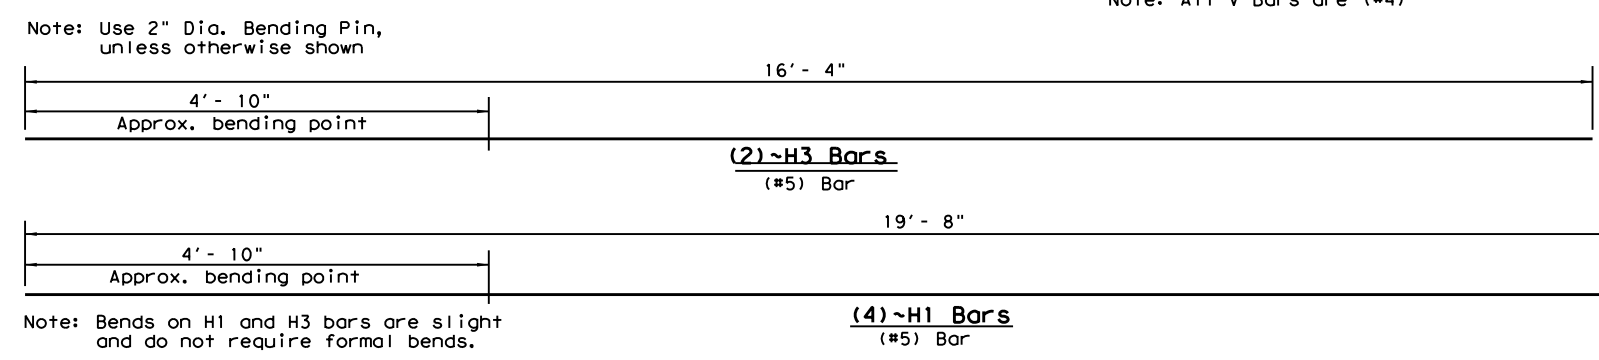 Note: All V Bars are (#4)
Note: Use 2" Dia. Bending Pin,
unless otherwise shown
16'- 4"
4'- 10"
Approx. bending point
(2)~H3 Bars
(#5) Bar
19'- 8"
4'- 10"
Approx. bending point
(4)~H1 Bars
(#5) Bar
Note: Bends on H1 and H3 bars are slight
and do not require formal bends.